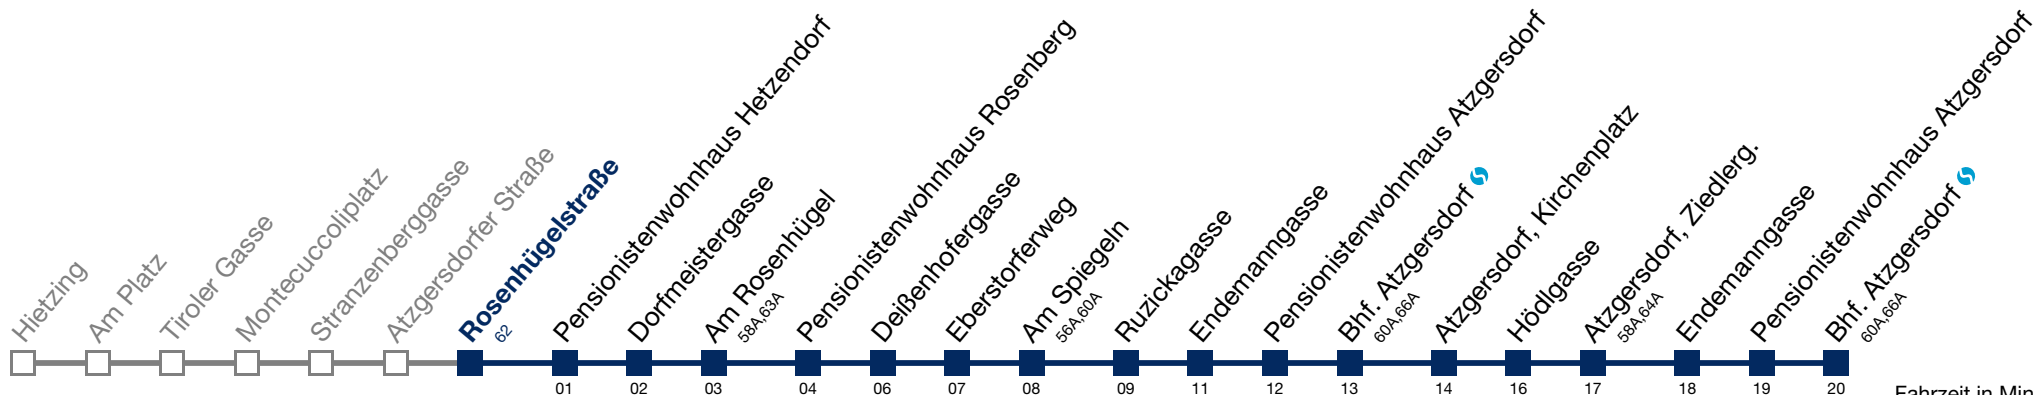 Hietzing
Am Platz
Tiroler Gasse
Montecuccoliplatz
Stranzenberggasse
Atzgersdorfer Straße
Rosenhügelstraße
62
Pensionistenwohnhaus Hetzendorf
01
Dorfmeistergasse
02
Am Rosenhügel
58A,63A
03
Pensionistenwohnhaus Rosenberg
04
Deißenhofergasse
06
Eberstorferweg
07
Am Spiegeln
56A,60A
08
Ruzickagasse
09
Endemanngasse
11
Pensionistenwohnhaus Atzgersdorf
12
Bhf. Atzgersdorf
60A,66A
13
Atzgersdorf, Kirchenplatz
14
Hödlgasse
16
Atzgersdorf, Ziedlerg.
58A,64A
17
Endemanngasse
18
Pensionistenwohnhaus Atzgersdorf
19
Bhf. Atzgersdorf
60A,66A
20
Fahrzeit in Min